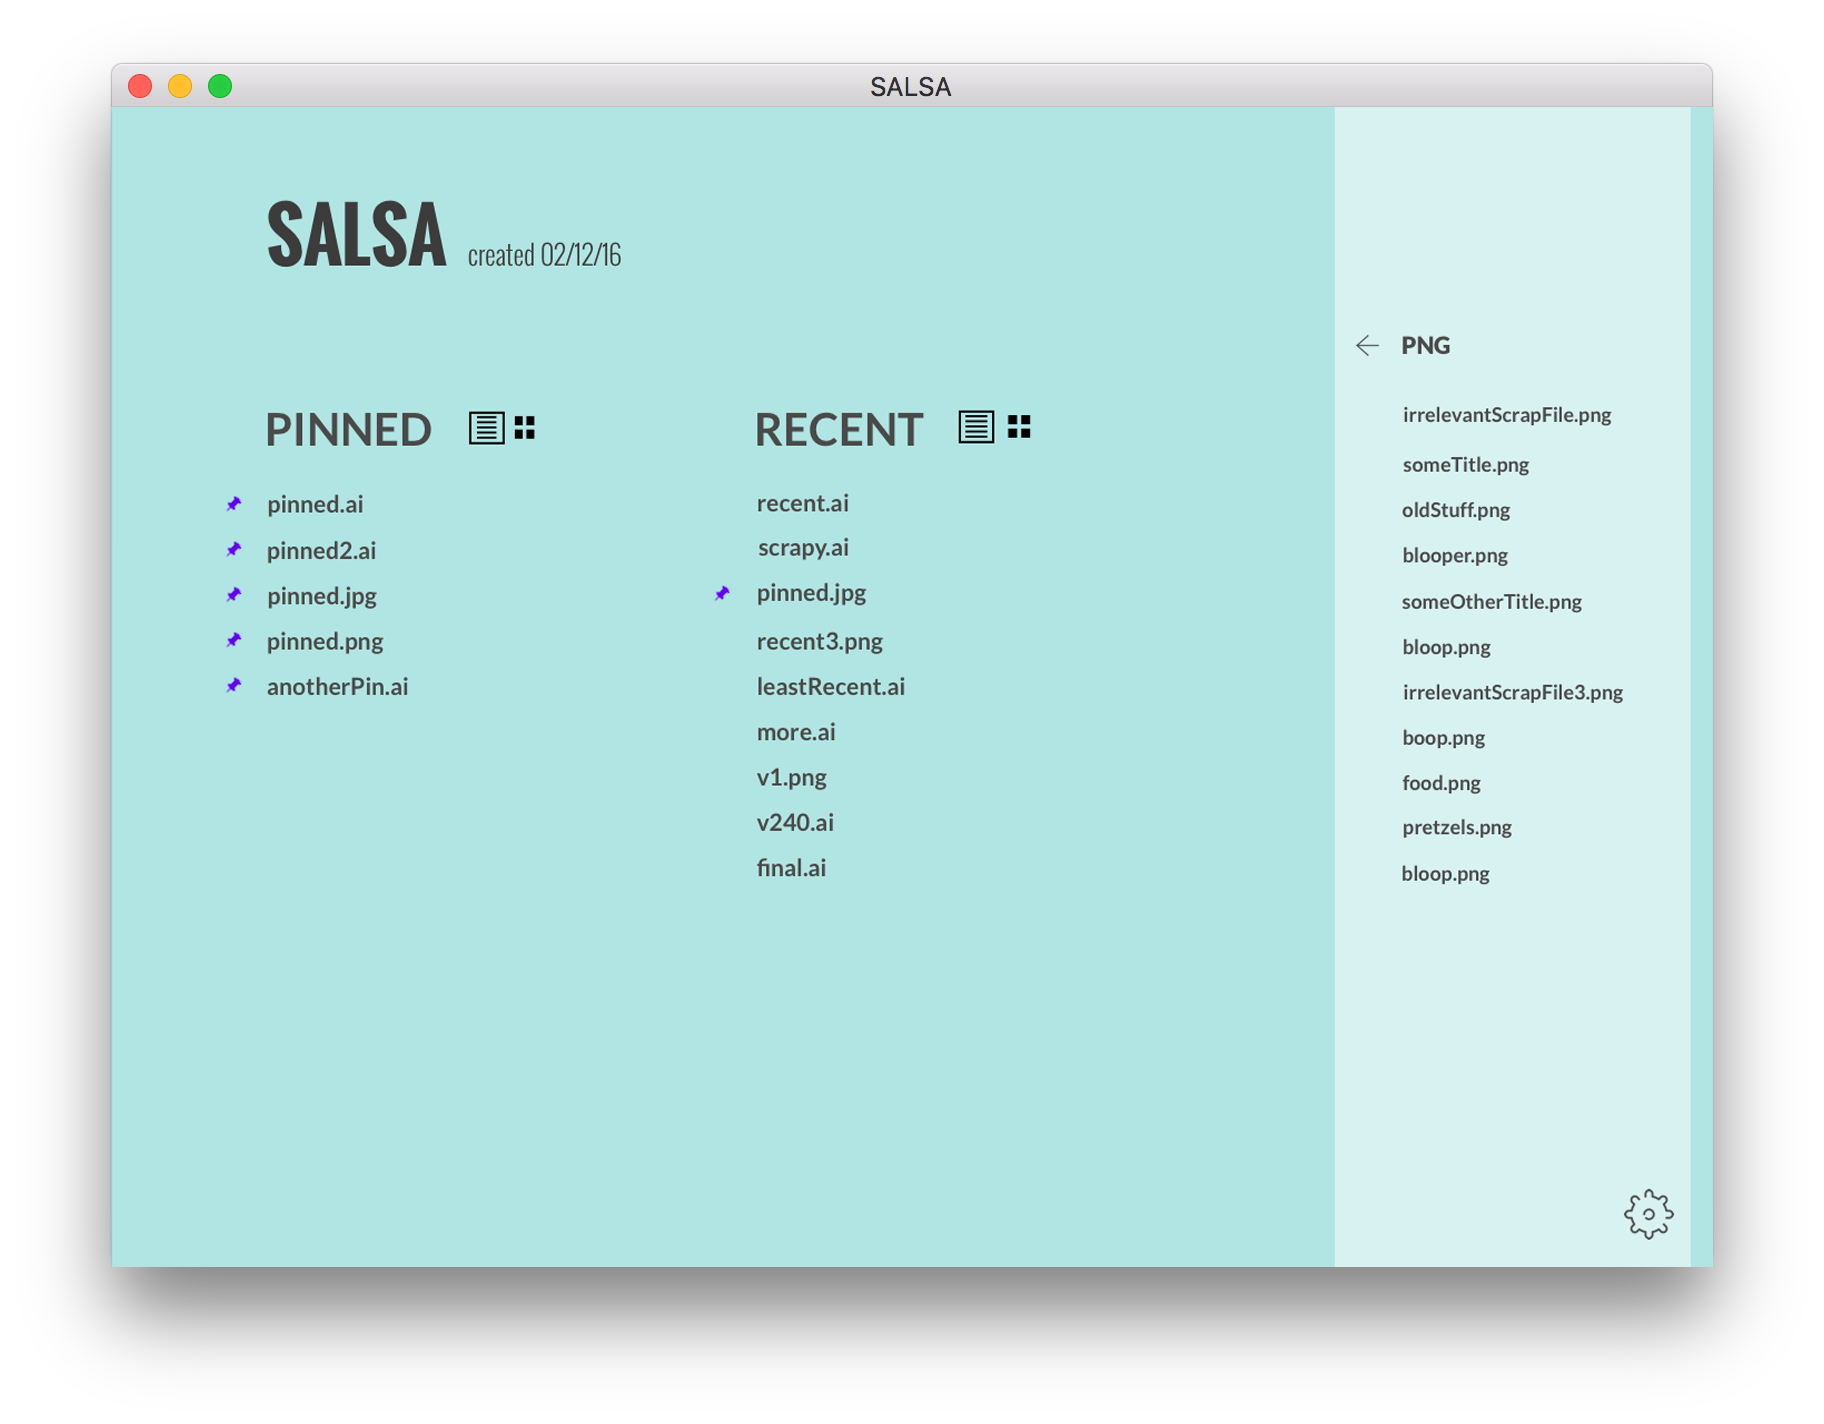 SALSA
SALSA created 02/12/16
PINNED
pinned.ai
pinned2.ai
pinned.jpg
pinned.png
anotherPin.ai
RECENT
recent.ai
scrapy.ai
pinned.jpg
recent3.png
leastRecent.ai
more.ai
v1.png
v240.ai
final.ai
PNG
irrelevantScrapFile.png
someTitle.png
oldStuff.png
blooper.png
someOtherTitle.png
bloop.png
irrelevantScrapFile3.png
boop.png
food.png
pretzels.png
bloop.png